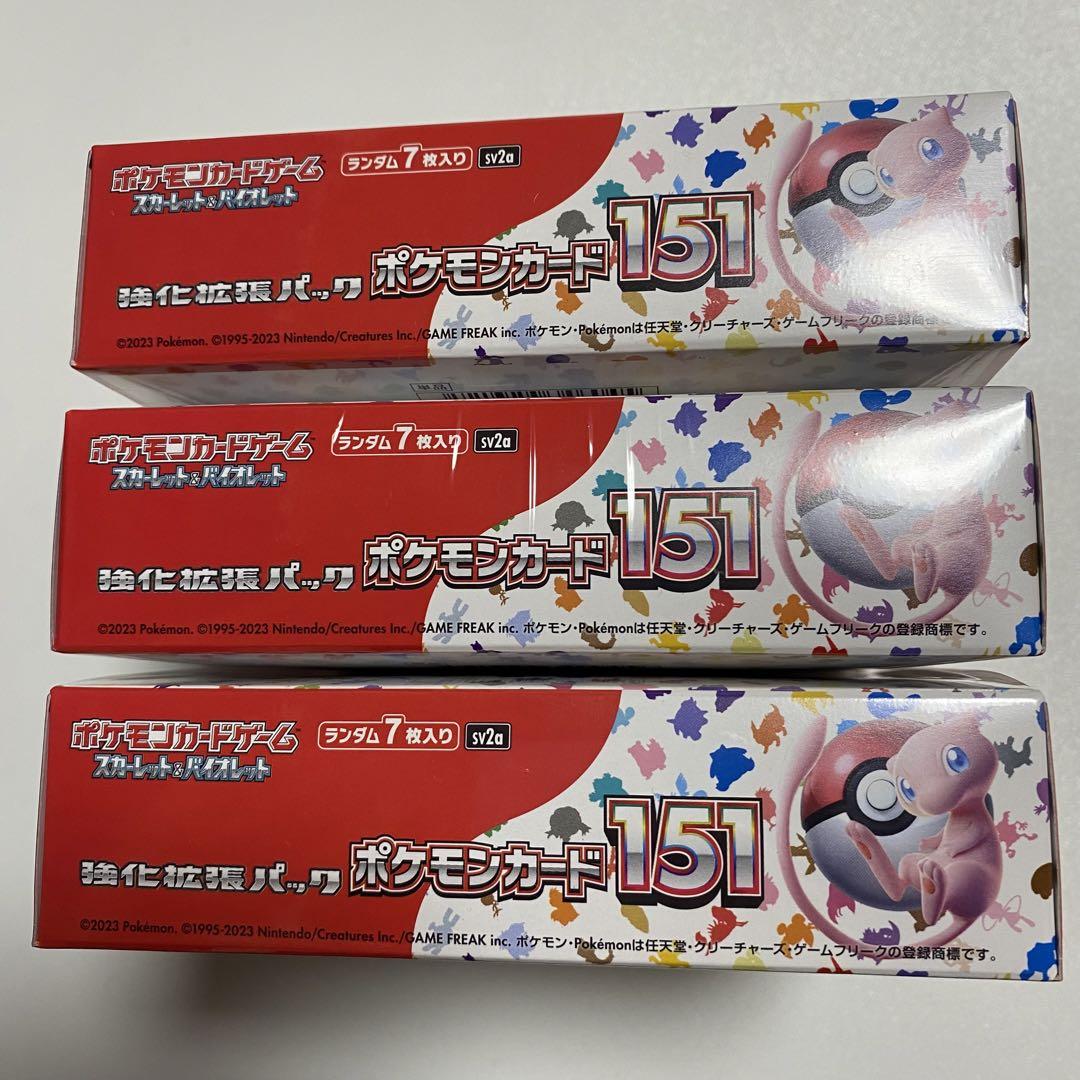 ポケモンカードゲーム
スカーレット&バイオレット
ランダム7枚入り sv2a
強化拡張パック ポケモンカード151
©2023 Pokémon. ©1995-2023 Nintendo/Creatures Inc./GAME FREAK inc. ポケモン・Pokémonは任天堂・クリーチャーズ・ゲームフリークの登録商標で
ポケモンカードゲーム™
スカーレット&バイオレット
ランダム7枚入り sv2a
強化拡張パック ポケモンカード151
©2023 Pokémon. ©1995-2023 Nintendo/Creatures Inc./GAME FREAK inc. ポケモン・Pokémonは任天堂・クリーチャーズ・ゲームフリークの登録商標です。
ポケモンカードゲーム
スカーレット&バイオレット
ランダム7枚入り sv2a
強化拡張パック ポケモンカード151
©2023 Pokémon. ©1995-2023 Nintendo/Creatures Inc./GAME FREAK inc. ポケモン・Pokémonは任天堂・クリーチャーズ・ゲームフリークの登録商標です。